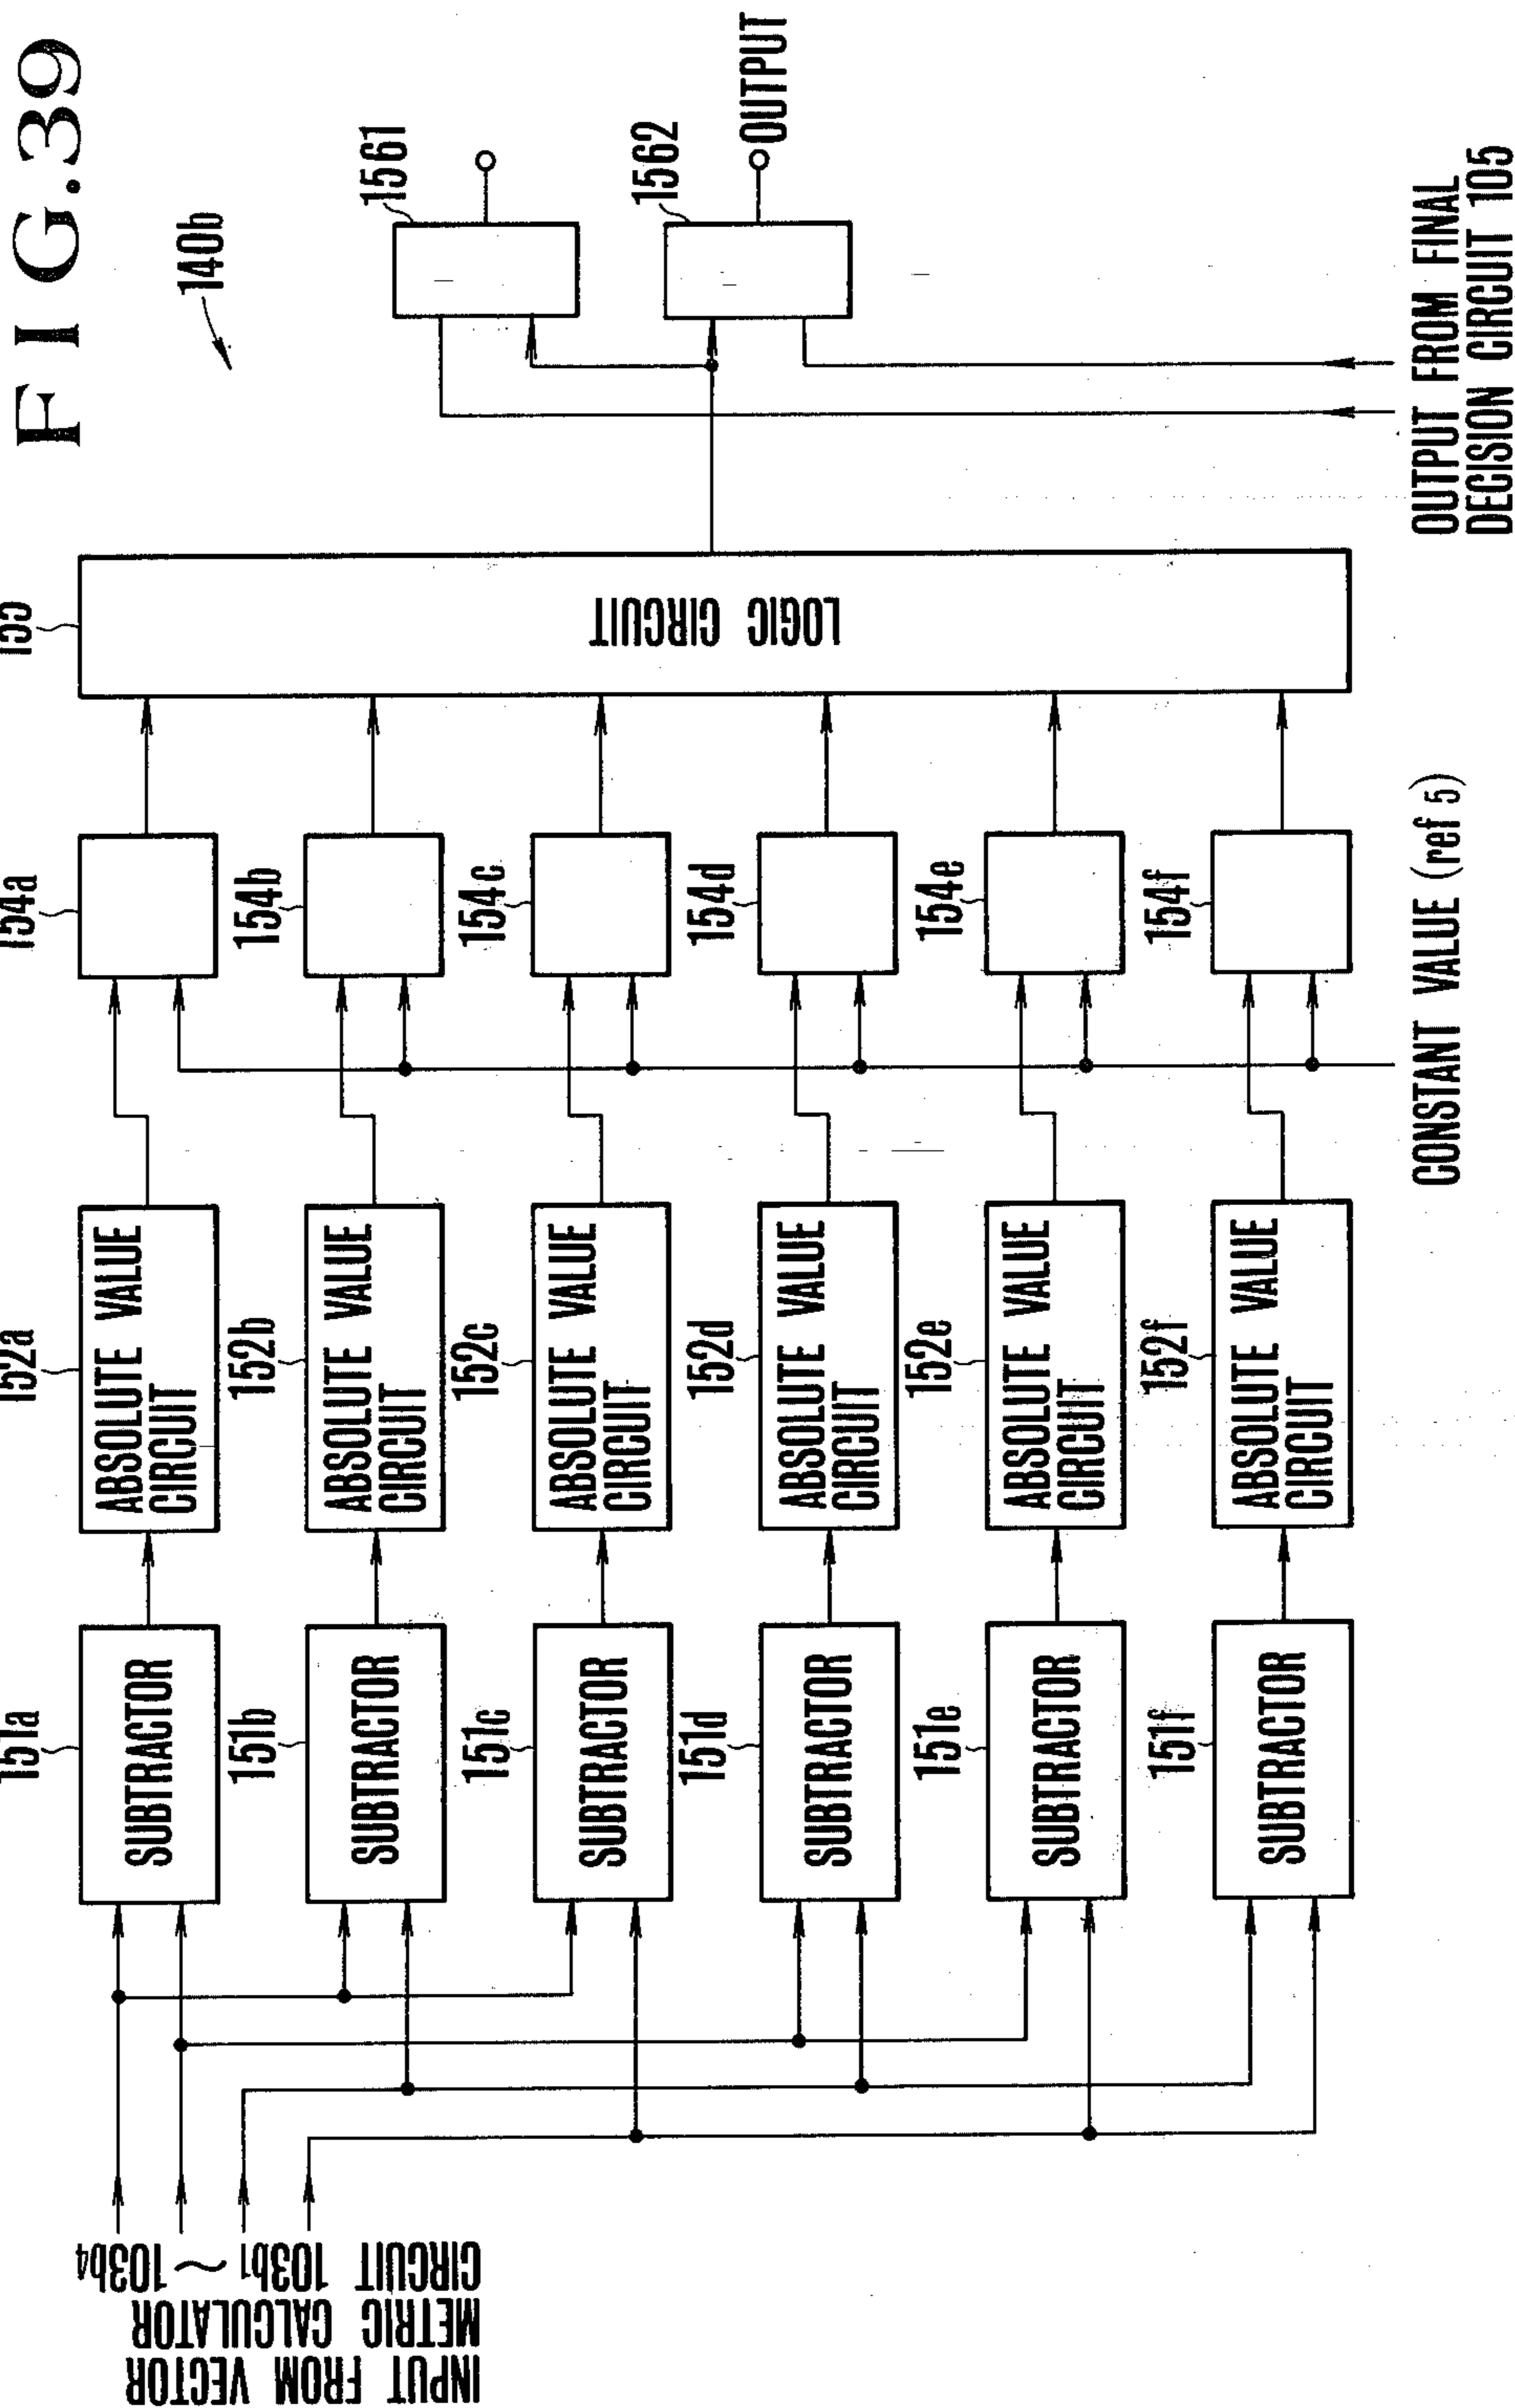 FIG.39
140b
151a
152a
154a
SUBTRACTOR
ABSOLUTE VALUE
CIRCUIT
151b
152b
154b
SUBTRACTOR
ABSOLUTE VALUE
CIRCUIT
151c
152c
154c
SUBTRACTOR
ABSOLUTE VALUE
CIRCUIT
151d
152d
154d
SUBTRACTOR
ABSOLUTE VALUE
CIRCUIT
151e
152e
154e
SUBTRACTOR
ABSOLUTE VALUE
CIRCUIT
151f
152f
154f
SUBTRACTOR
ABSOLUTE VALUE
CIRCUIT
LOGIC CIRCUIT
1561
1562
OUTPUT
INPUT FROM VECTOR
METRIC CALCULATOR
CIRCUIT 103b1～103b4
CONSTANT VALUE (ref 5)
OUTPUT FROM FINAL
DECISION CIRCUIT 105